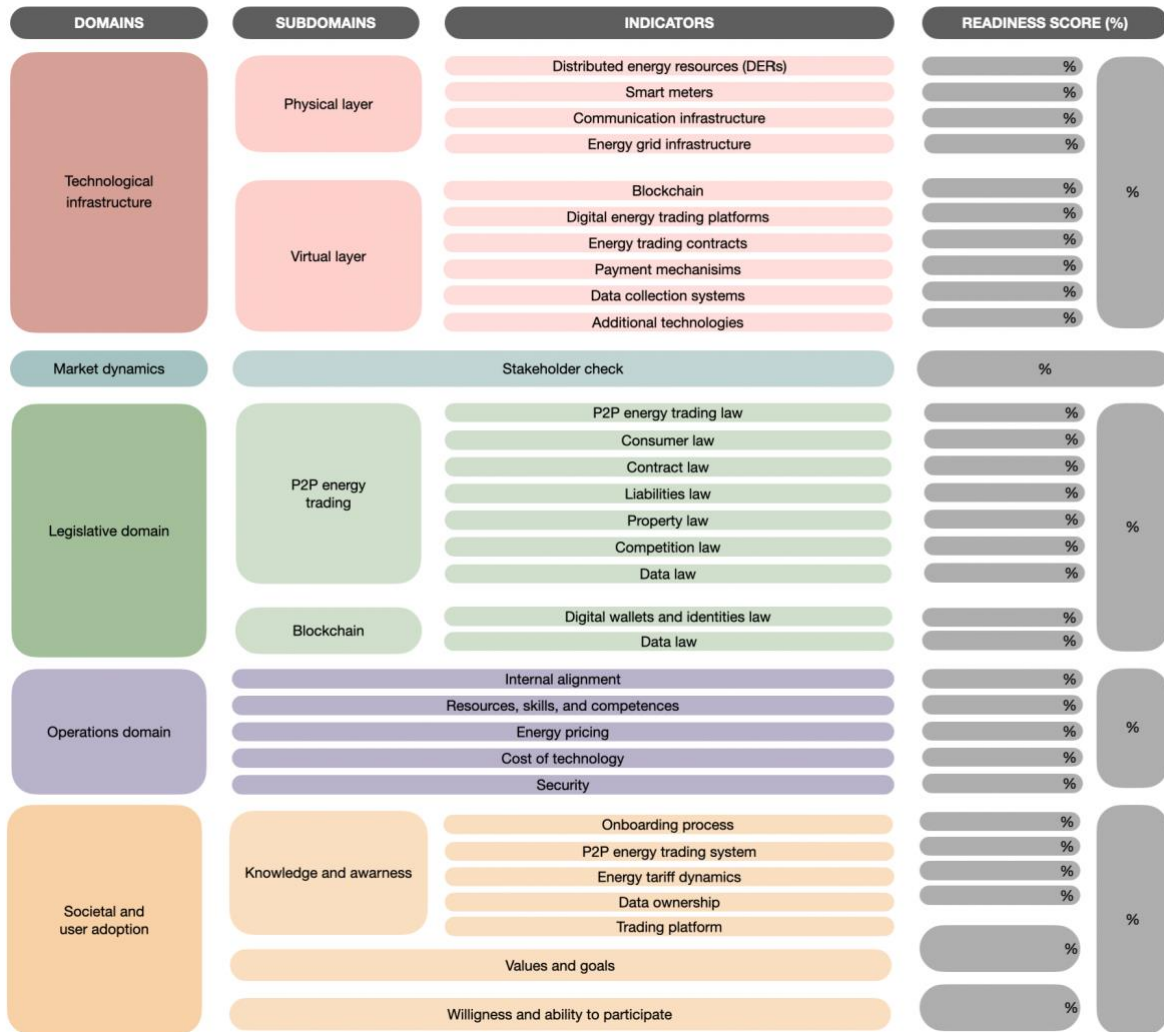 DOMAINS
SUBDOMAINS
INDICATORS
READINESS SCORE (%)
Technological
infrastructure
Physical layer
Distributed energy resources (DERs)
%
Smart meters
%
Communication infrastructure
%
Energy grid infrastructure
%
Virtual layer
Blockchain
%
Digital energy trading platforms
%
Energy trading contracts
%
Payment mechanisims
%
Data collection systems
%
Additional technologies
%
%
Market dynamics
Stakeholder check
%
Legislative domain
P2P energy
trading
P2P energy trading law
%
Consumer law
%
Contract law
%
Liabilities law
%
Property law
%
Competition law
%
Data law
%
Blockchain
Digital wallets and identities law
%
Data law
%
%
Operations domain
Internal alignment
%
Resources, skills, and competences
%
Energy pricing
%
Cost of technology
%
Security
%
%
Societal and
user adoption
Knowledge and awarness
Onboarding process
%
P2P energy trading system
%
Energy tariff dynamics
%
Data ownership
%
Trading platform
Values and goals
%
Willigness and ability to participate
%
%